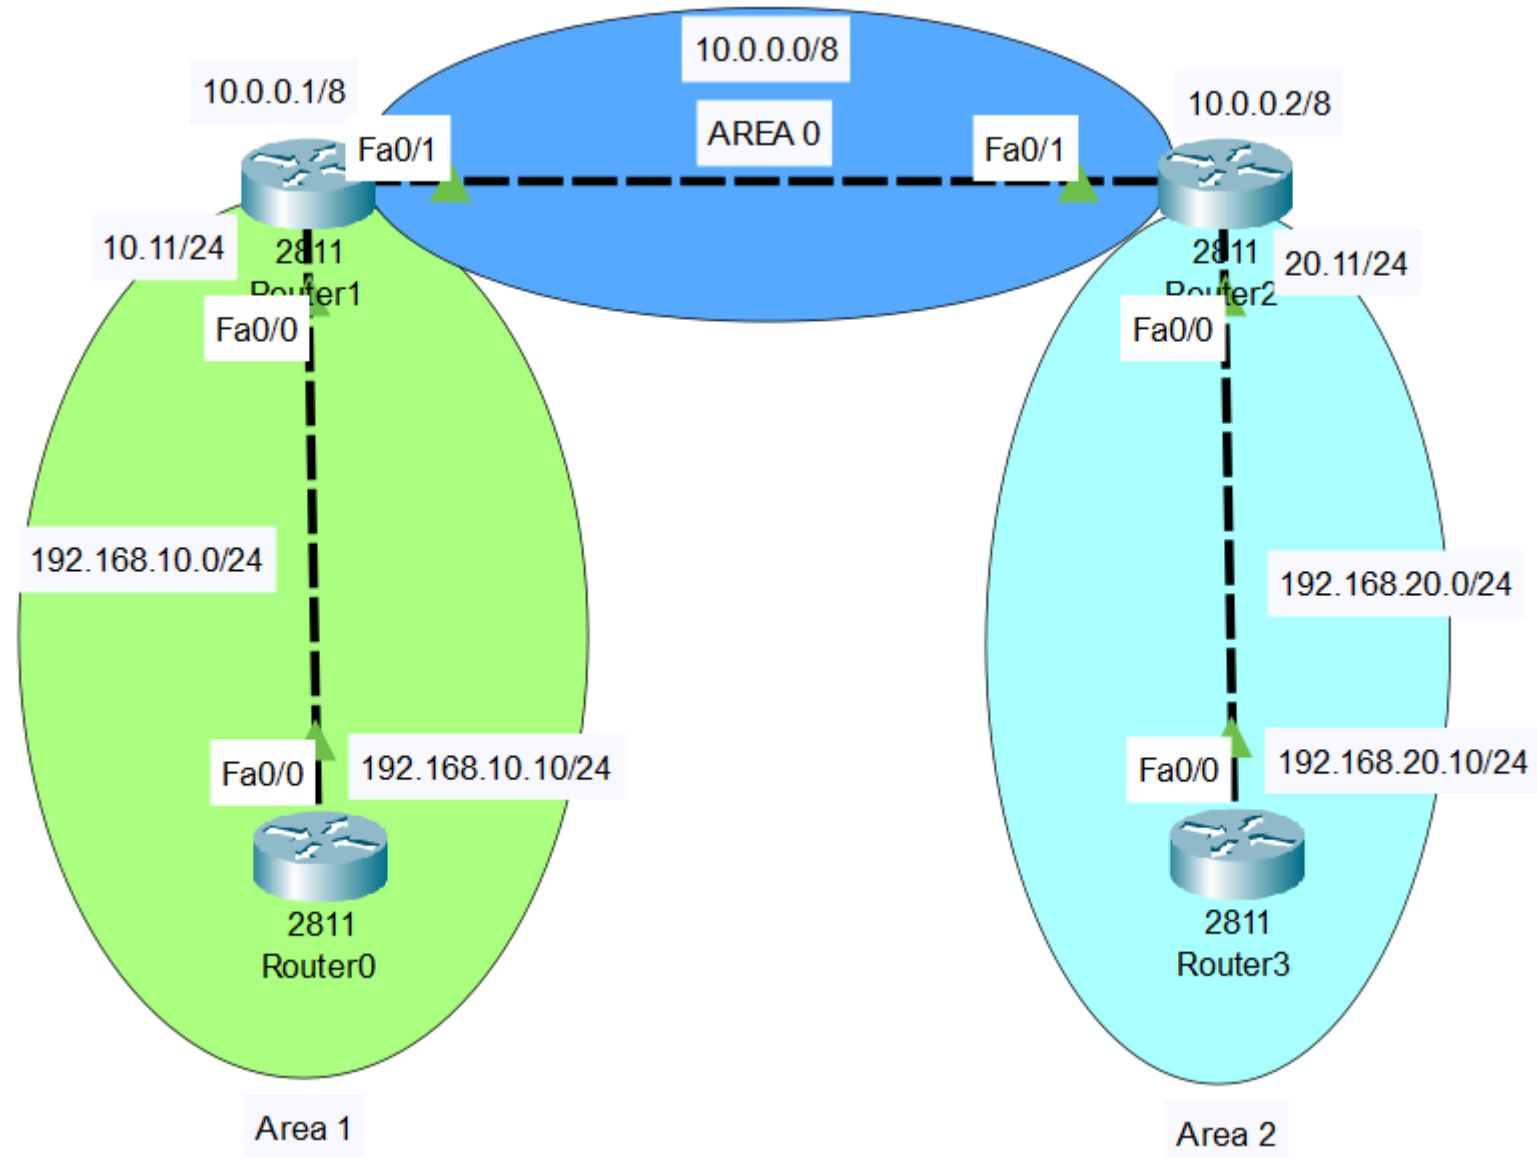 10.0.0.0/8
10.0.0.1/8
10.0.0.2/8
AREA 0
Fa0/1
Fa0/1
10.11/24
2811
Router1
Fa0/0
2811
Router2
20.11/24
Fa0/0
192.168.10.0/24
192.168.20.0/24
Fa0/0
192.168.10.10/24
Fa0/0
192.168.20.10/24
2811
Router0
2811
Router3
Area 1
Area 2